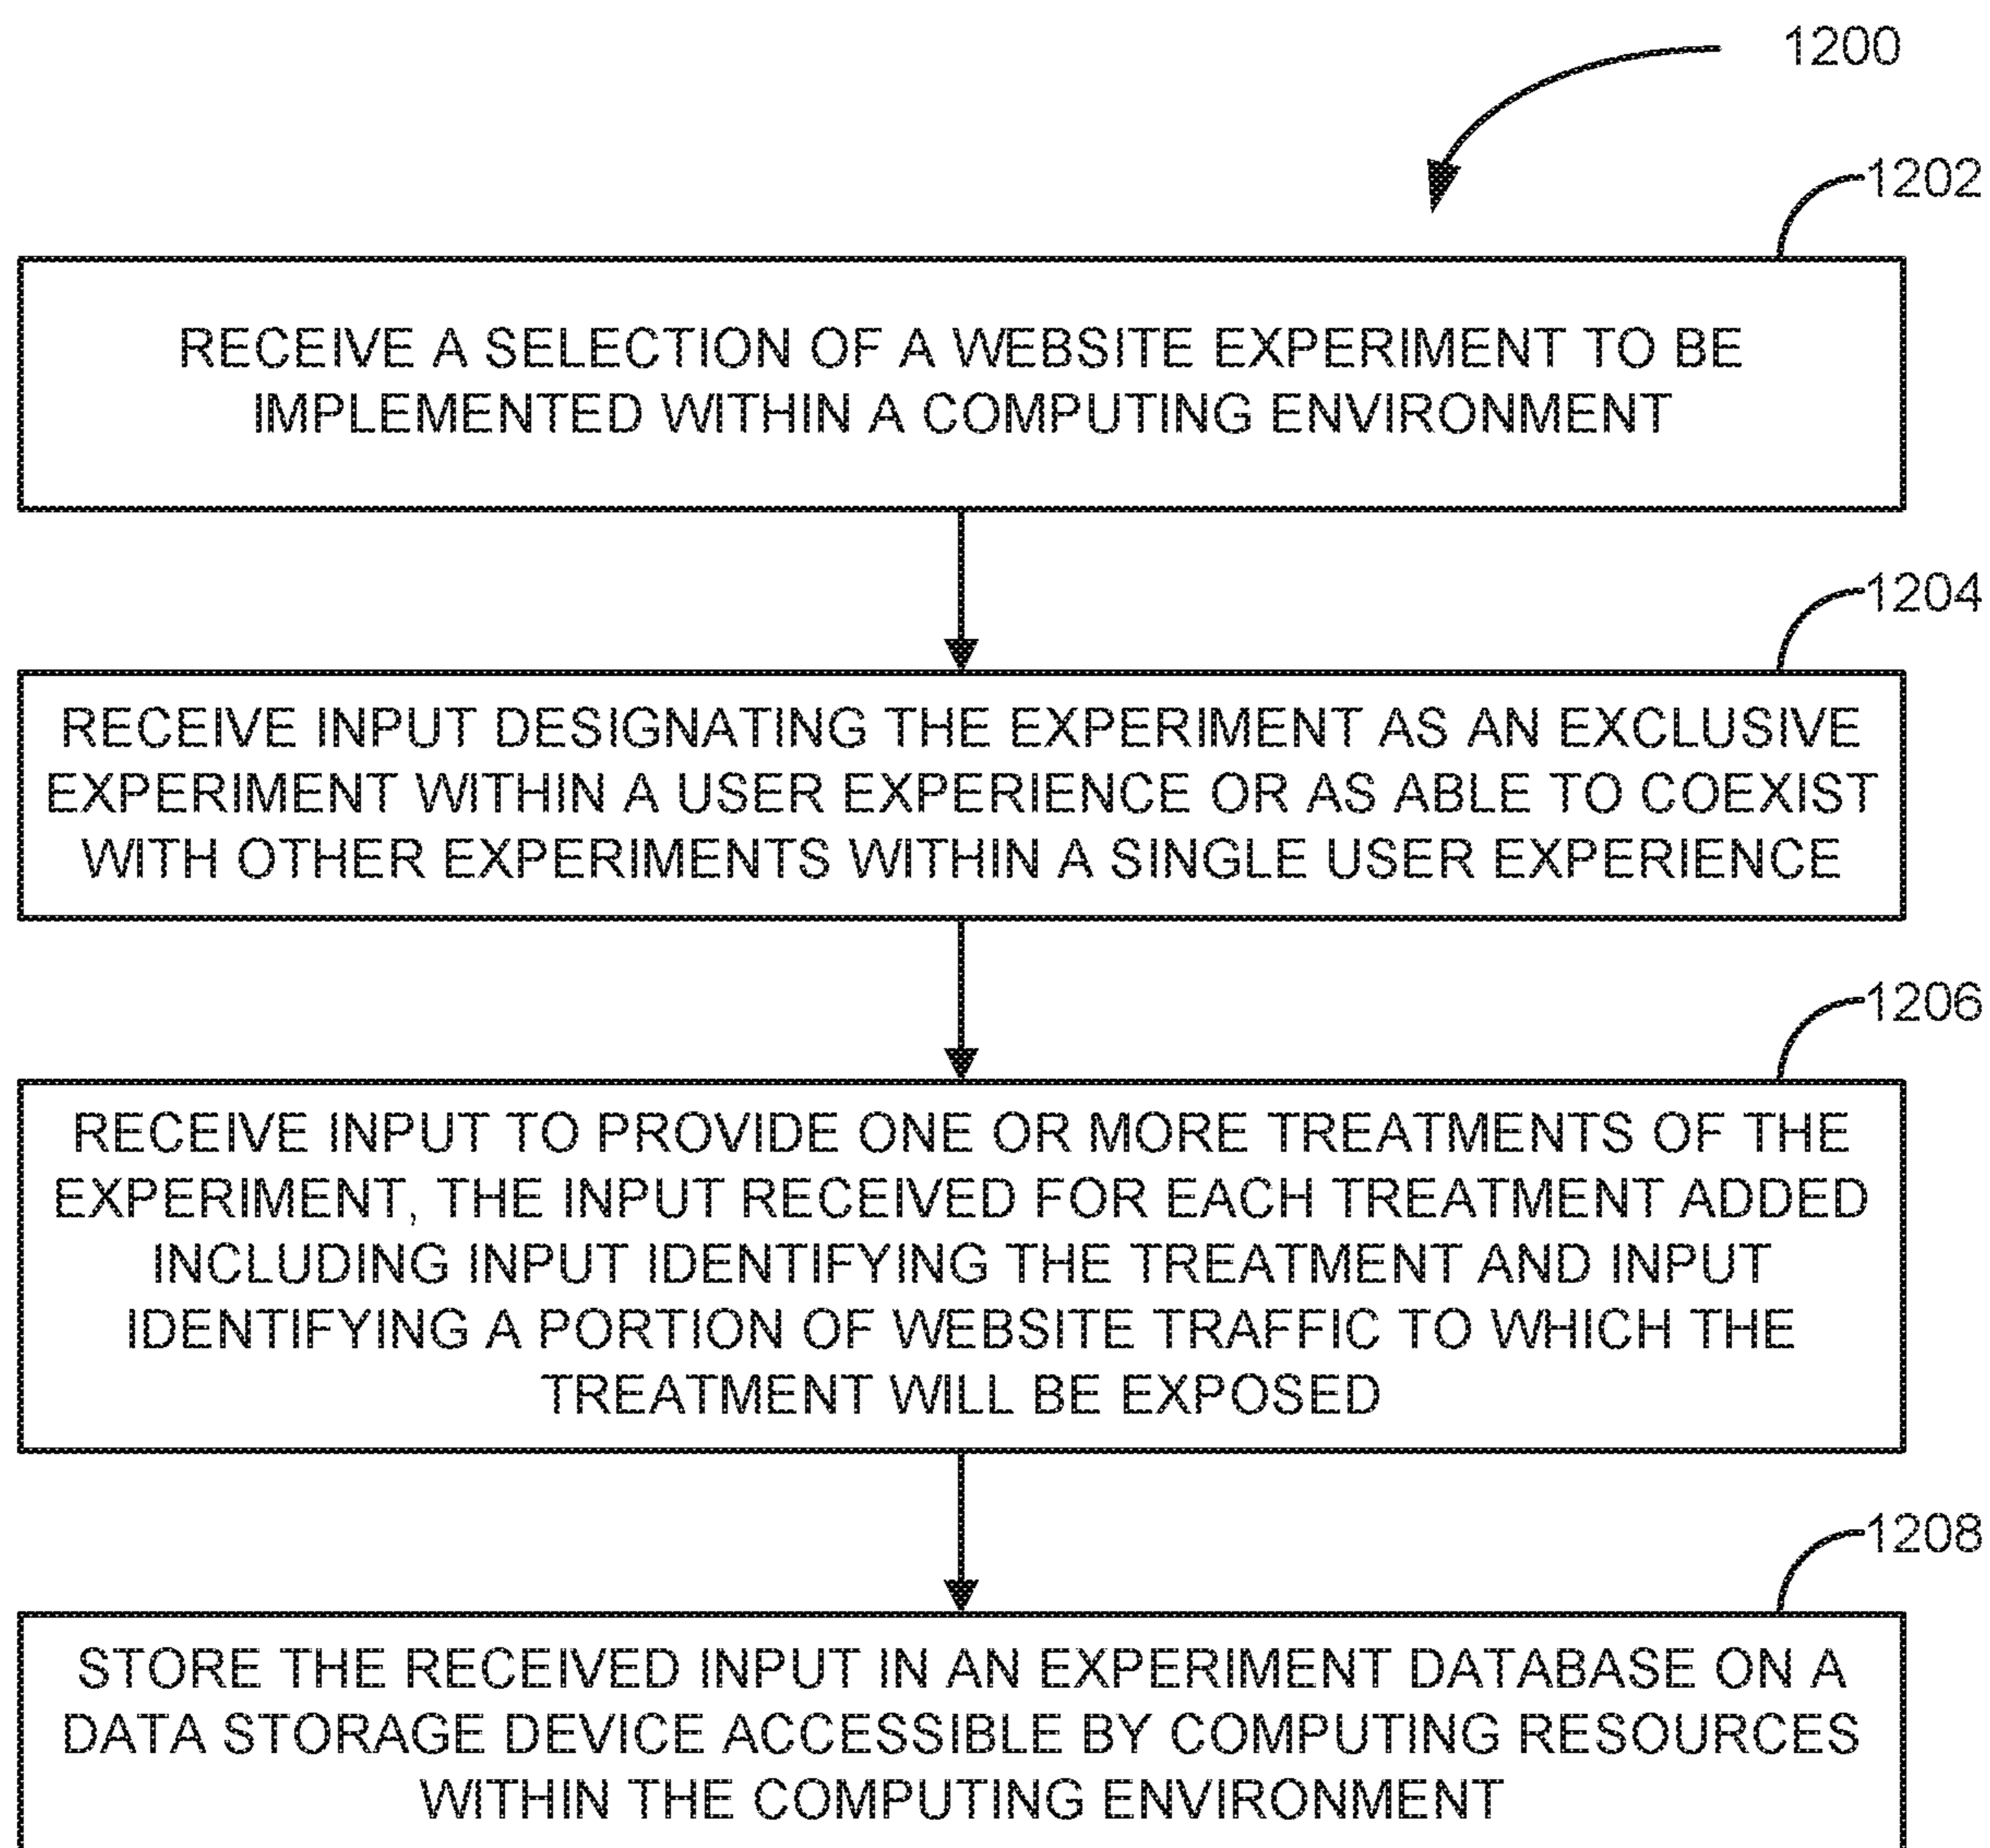 1200
1202
RECEIVE A SELECTION OF A WEBSITE EXPERIMENT TO BE
IMPLEMENTED WITHIN A COMPUTING ENVIRONMENT
1204
RECEIVE INPUT DESIGNATING THE EXPERIMENT AS AN EXCLUSIVE
EXPERIMENT WITHIN A USER EXPERIENCE OR AS ABLE TO COEXIST
WITH OTHER EXPERIMENTS WITHIN A SINGLE USER EXPERIENCE
1206
RECEIVE INPUT TO PROVIDE ONE OR MORE TREATMENTS OF THE
EXPERIMENT, THE INPUT RECEIVED FOR EACH TREATMENT ADDED
INCLUDING INPUT IDENTIFYING THE TREATMENT AND INPUT
IDENTIFYING A PORTION OF WEBSITE TRAFFIC TO WHICH THE
TREATMENT WILL BE EXPOSED
1208
STORE THE RECEIVED INPUT IN AN EXPERIMENT DATABASE ON A
DATA STORAGE DEVICE ACCESSIBLE BY COMPUTING RESOURCES
WITHIN THE COMPUTING ENVIRONMENT